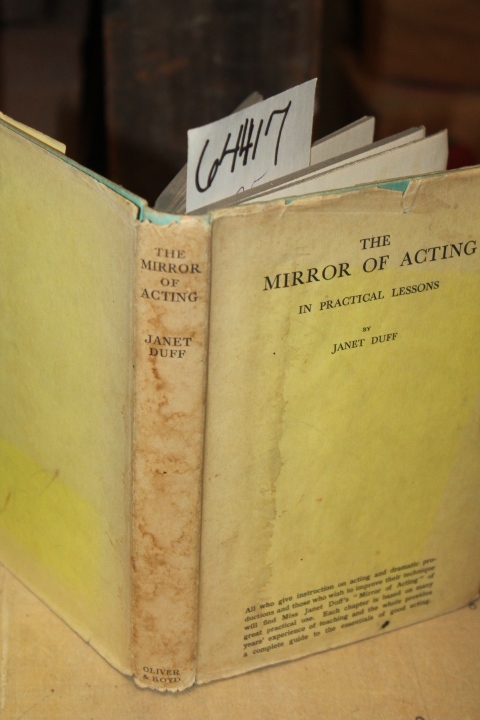 64417
THE
MIRROR
OF
ACTING
JANET
DUFF
OLIVER
& BOYD
THE
MIRROR OF ACTING
IN PRACTICAL LESSONS
BY
JANET DUFF
All who give instruction on acting and dramatic pro-
ductions and those who wish to improve their technique
will find Miss Janet Duff's "Mirror of Acting" of
great practical use. Each chapter is based on many
years' experience of teaching and the whole provides
a complete guide to the essentials of good acting.